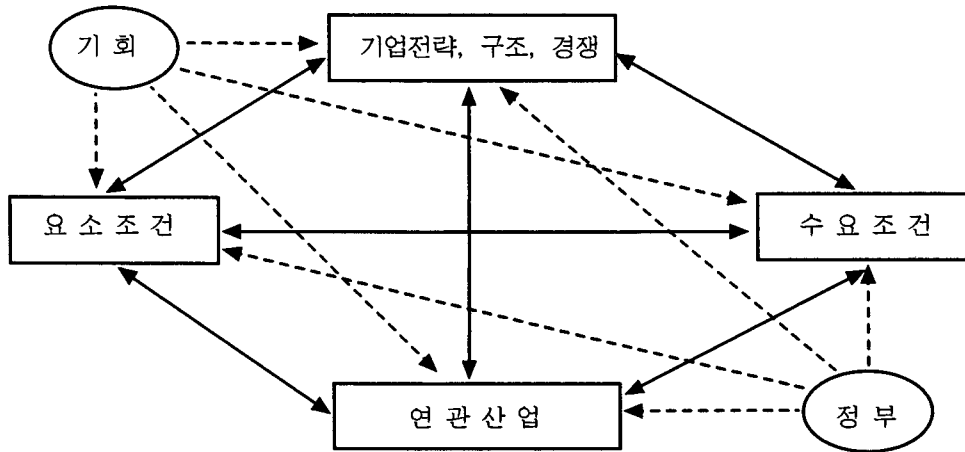 기 회
기업전략, 구조, 경쟁
요 소 조 건
수 요 조 건
연 관 산 업
정 부